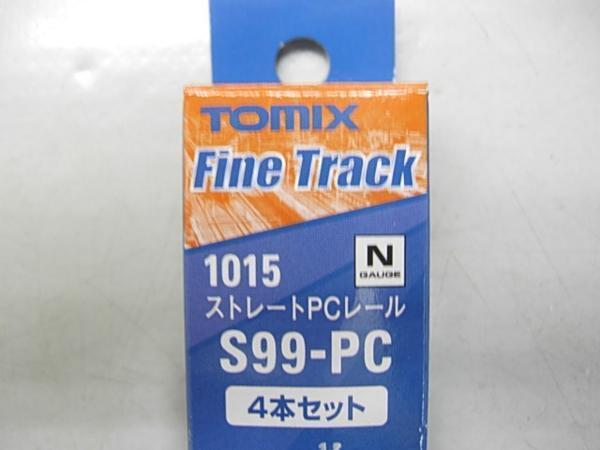 TOMIX
Fine Track
1015
N
GAUGE
ストレートPCレール
S99-PC
4本セット